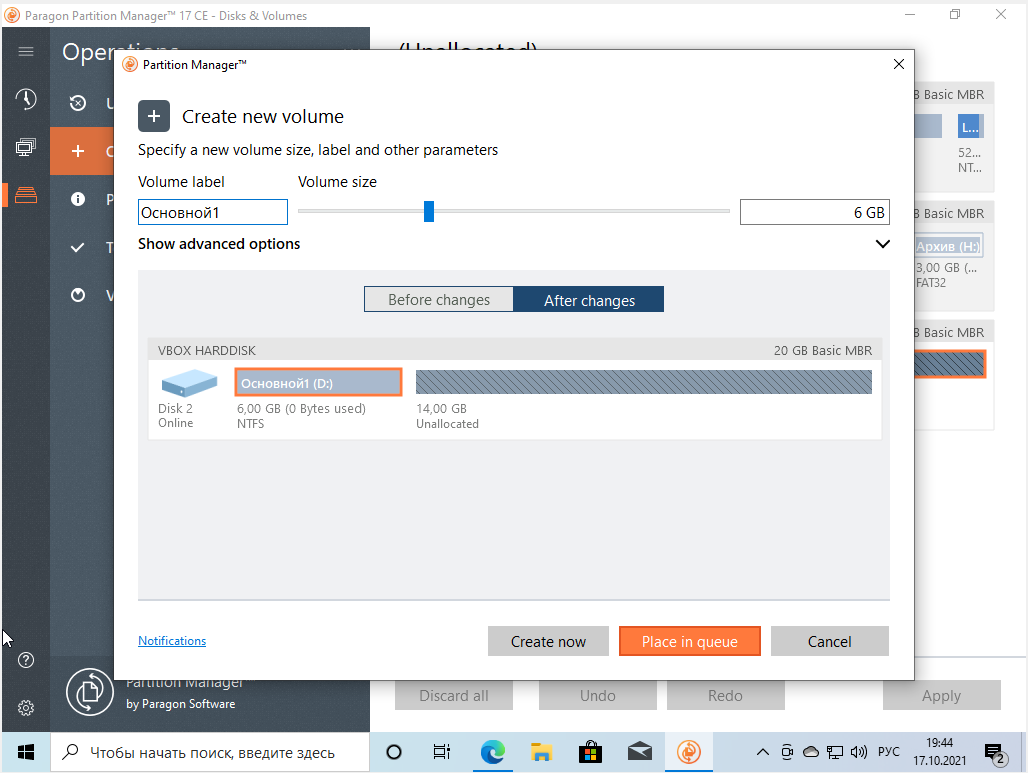 Paragon Partition Manager™ 17 CE - Disks & Volumes
Partition Manager™
Create new volume
Specify a new volume size, label and other parameters
Volume label
Volume size
Основной1
6 GB
Show advanced options
Before changes
After changes
VBOX HARDDISK
20 GB Basic MBR
Основной1 (D:)
Disk 2
Online
6,00 GB (0 Bytes used)
NTFS
14,00 GB
Unallocated
Notifications
Create now
Place in queue
Cancel
B Basic MBR
L...
52...
NT...
B Basic MBR
Архив (H:)
3,00 GB (...
FAT32
B Basic MBR
Partition Manager™
by Paragon Software
Discard all
Undo
Redo
Apply
Чтобы начать поиск, введите здесь
РУС
19:44
17.10.2021
2